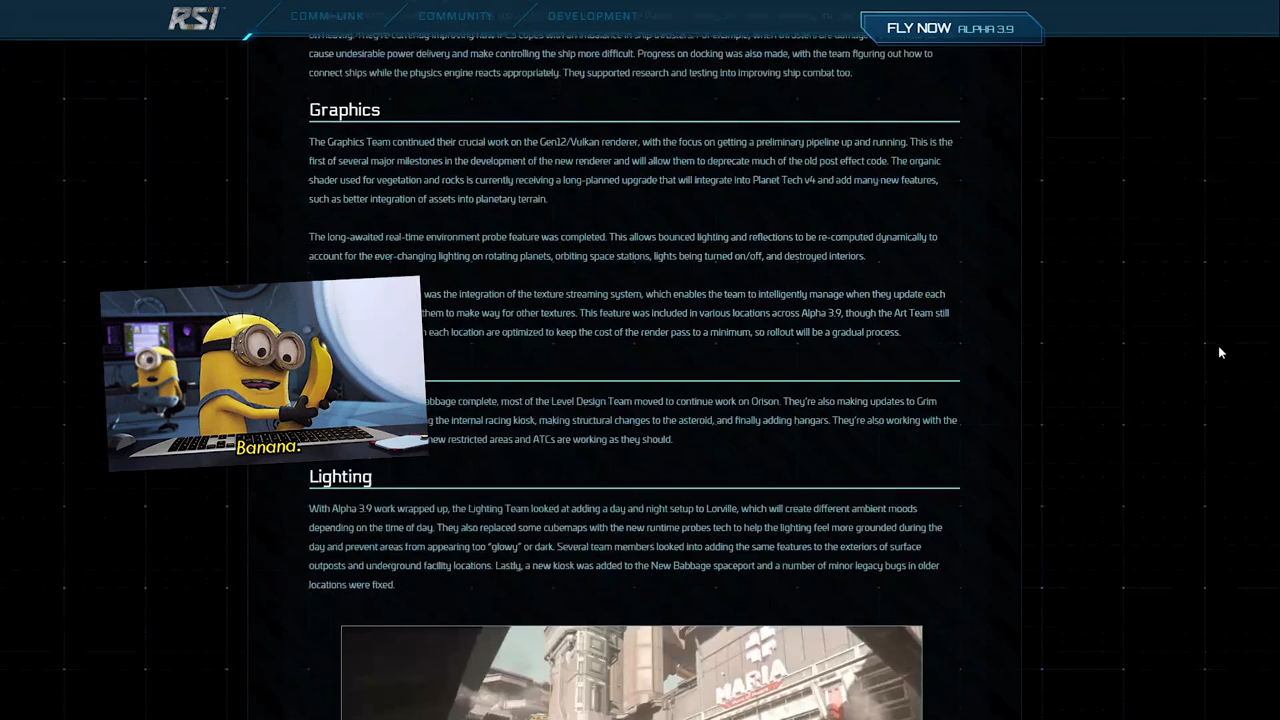 RSI
COMM-LINK
COMMUNITY
DEVELOPMENT
FLY NOW ALPHA 3.9
on heavily. They're currently improving how IFCS copes with an imbalance in ship thrusters. For example, when thrusters are
cause undesirable power delivery and make controlling the ship more difficult. Progress on docking was also made, with the team figuring out how to
connect ships while the physics engine reacts appropriately. They supported research and testing into improving ship combat too.
Graphics
The Graphics Team continued their crucial work on the Gen12/Vulkan renderer, with the focus on getting a preliminary pipeline up and running. This is the
first of several major milestones in the development of the new renderer and will allow them to deprecate much of the old post effect code. The organic
shader used for vegetation and rocks is currently receiving a long-planned upgrade that will integrate into Planet Tech v4 and add many new features,
such as better integration of assets into planetary terrain.
The long-awaited real-time environment probe feature was completed. This allows bounced lighting and reflections to be re-computed dynamically to
account for the ever-changing lighting on rotating planets, orbiting space stations, lights being turned on/off, and destroyed interiors.
was the integration of the texture streaming system, which enables the team to intelligently manage when they update each
them to make way for other textures. This feature was included in various locations across Alpha 3.9, though the Art Team still
each location are optimized to keep the cost of the render pass to a minimum, so rollout will be a gradual process.
complete, most of the Level Design Team moved to continue work on Orison. They're also making updates to Grim
the internal racing kiosk, making structural changes to the asteroid, and finally adding hangars. They're also working with the
new restricted areas and ATCs are working as they should.
Banana.
Lighting
With Alpha 3.9 work wrapped up, the Lighting Team looked at adding a day and night setup to Lorville, which will create different ambient moods
depending on the time of day. They also replaced some cubemaps with the new runtime probes tech to help the lighting feel more grounded during the
day and prevent areas from appearing too "glowy" or dark. Several team members looked into adding the same features to the exteriors of surface
outposts and underground facility locations. Lastly, a new kiosk was added to the New Babbage spaceport and a number of minor legacy bugs in older
locations were fixed.
MARIA